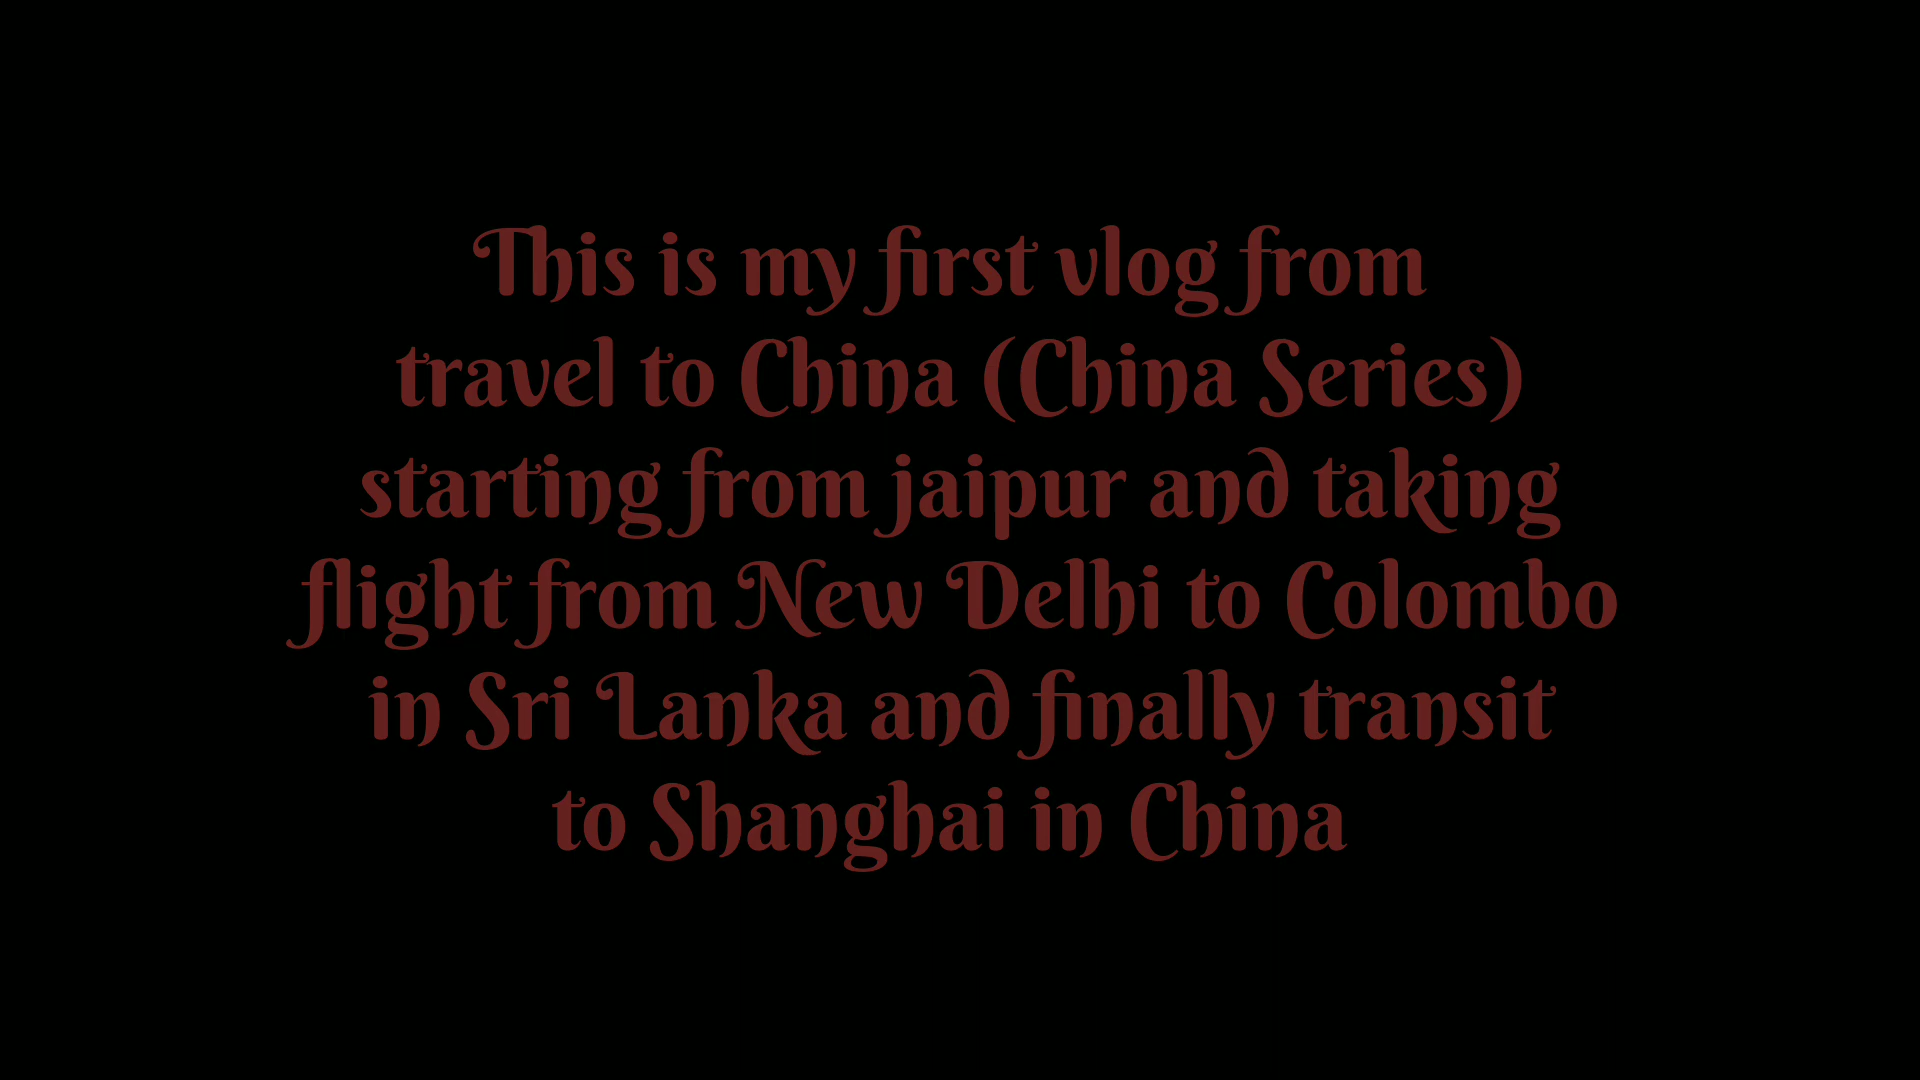 This is my first vlog from
travel to China (China Series)
starting from jaipur and taking
flight from New Delhi to Colombo
in Sri Lanka and finally transit
to Shanghai in China